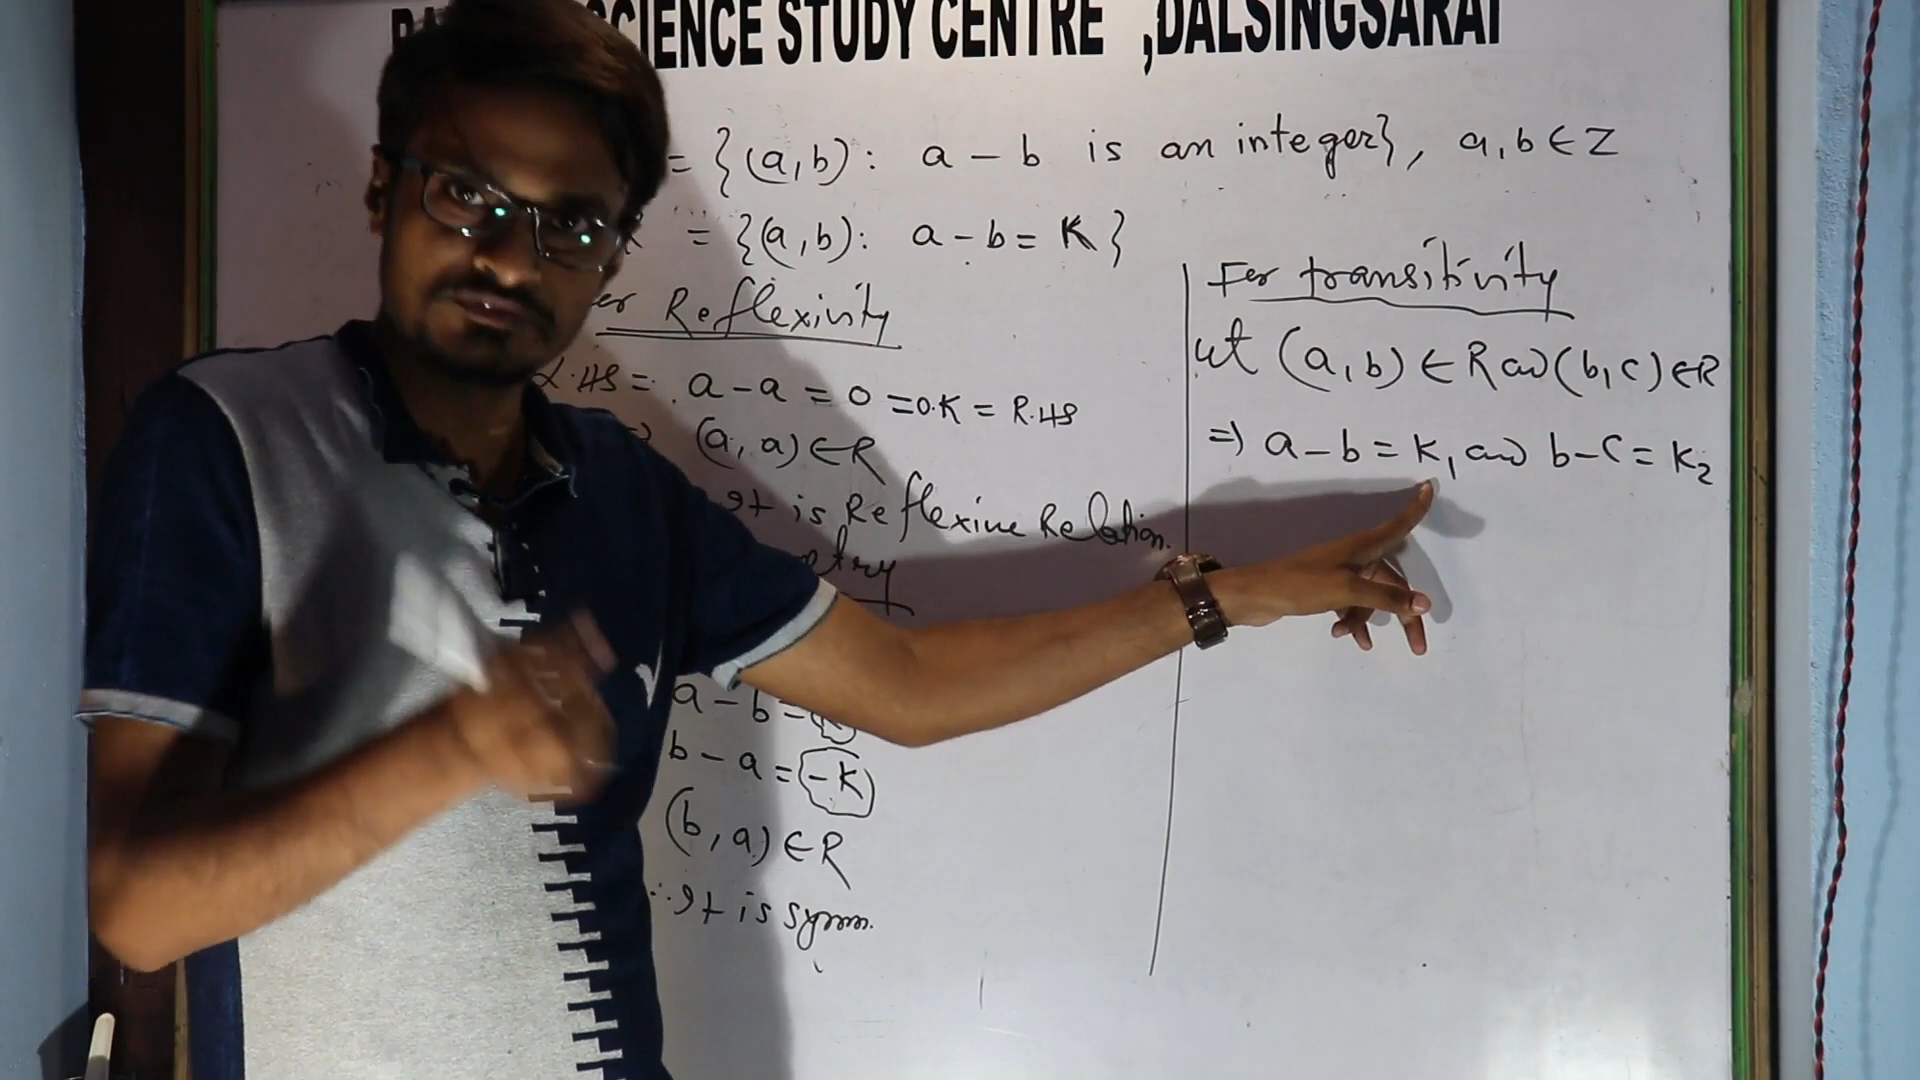 SCIENCE STUDY CENTRE ,DALSINGSARAI
= {(a,b): a - b is an integer}, a,b ∈ Z
= {(a,b): a-b = K}
Reflexivity
L.HS = a-a = 0 =0.K = R.HS
⇒ (a,a) ∈ R
It is Reflexive Relation.
a-b=K
b-a=-K
(b,a) ∈ R
∴ It is symm.
For transitivity
Let (a,b) ∈ R and (b,c) ∈ R
⇒ a-b = K₁ and b-c = K₂